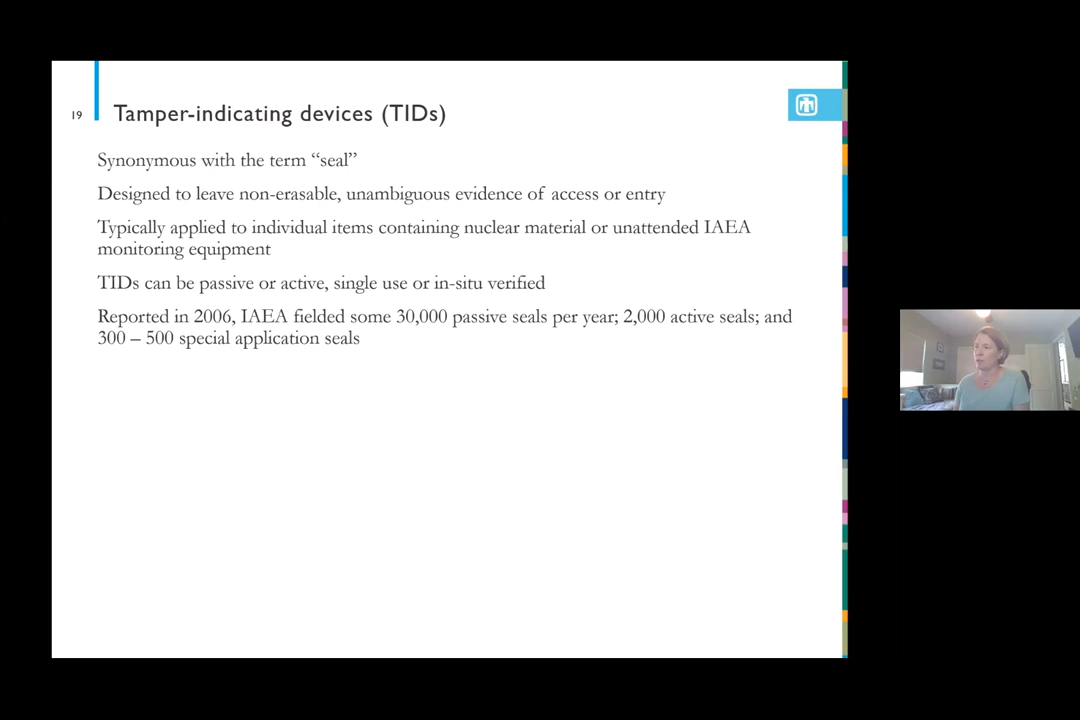 19
Tamper-indicating devices (TIDs)
Synonymous with the term “seal”
Designed to leave non-erasable, unambiguous evidence of access or entry
Typically applied to individual items containing nuclear material or unattended IAEA
monitoring equipment
TIDs can be passive or active, single use or in-situ verified
Reported in 2006, IAEA fielded some 30,000 passive seals per year; 2,000 active seals; and
300 – 500 special application seals